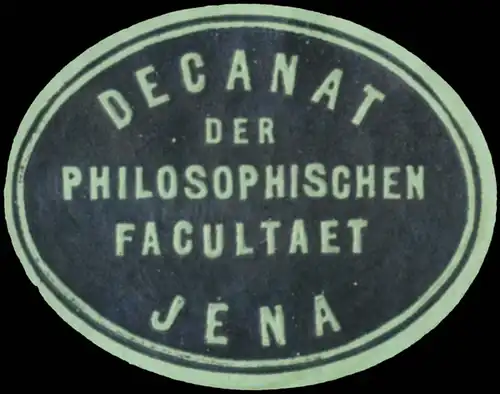 DECANAT
DER
PHILOSOPHISCHEN
FACULTAET
JENA